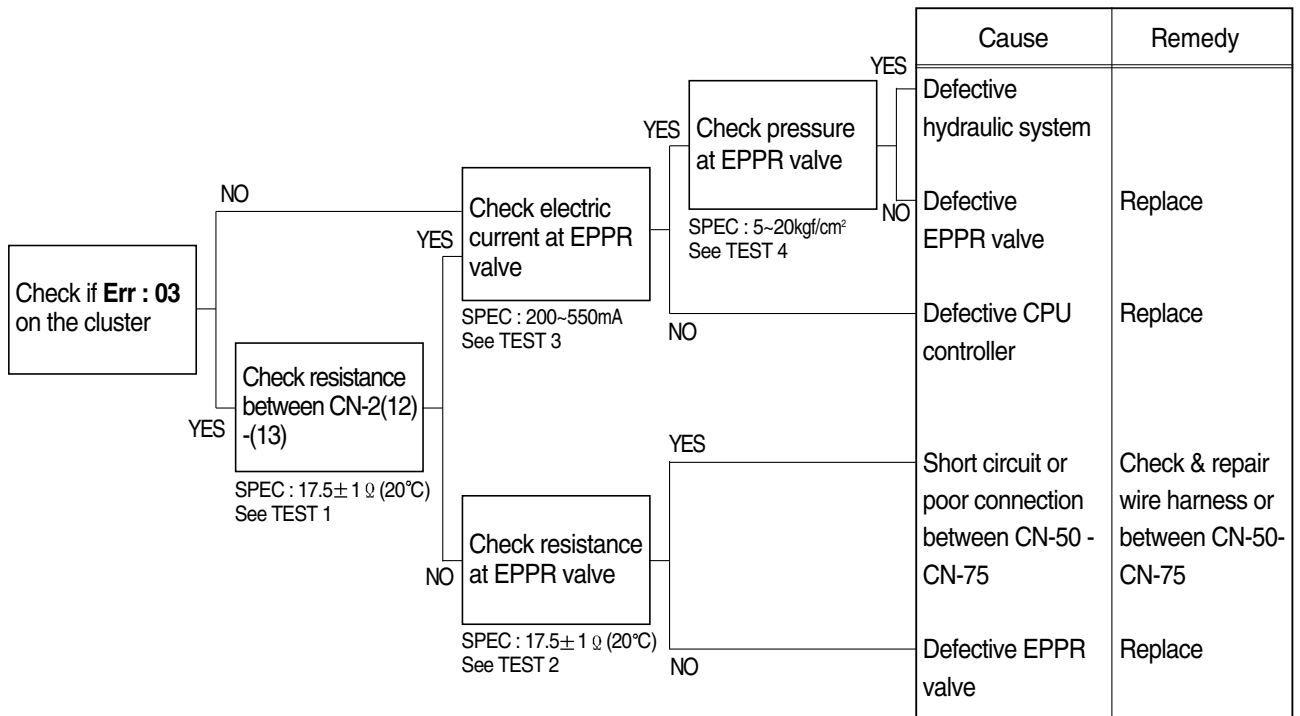 Check if Err : 03
on the cluster
NO
YES
Check resistance
between CN-2(12)
-(13)
SPEC : 17.5±1 Ω (20°C)
See TEST 1
YES
NO
Check electric
current at EPPR
valve
SPEC : 200~550mA
See TEST 3
Check resistance
at EPPR valve
SPEC : 17.5±1 Ω (20°C)
See TEST 2
YES
NO
Check pressure
at EPPR valve
SPEC : 5~20kgf/cm²
See TEST 4
YES
NO
YES
NO
Cause
Remedy
Defective
hydraulic system
Defective
EPPR valve
Replace
Defective CPU
controller
Replace
Short circuit or
poor connection
between CN-50 -
CN-75
Check & repair
wire harness or
between CN-50-
CN-75
Defective EPPR
valve
Replace